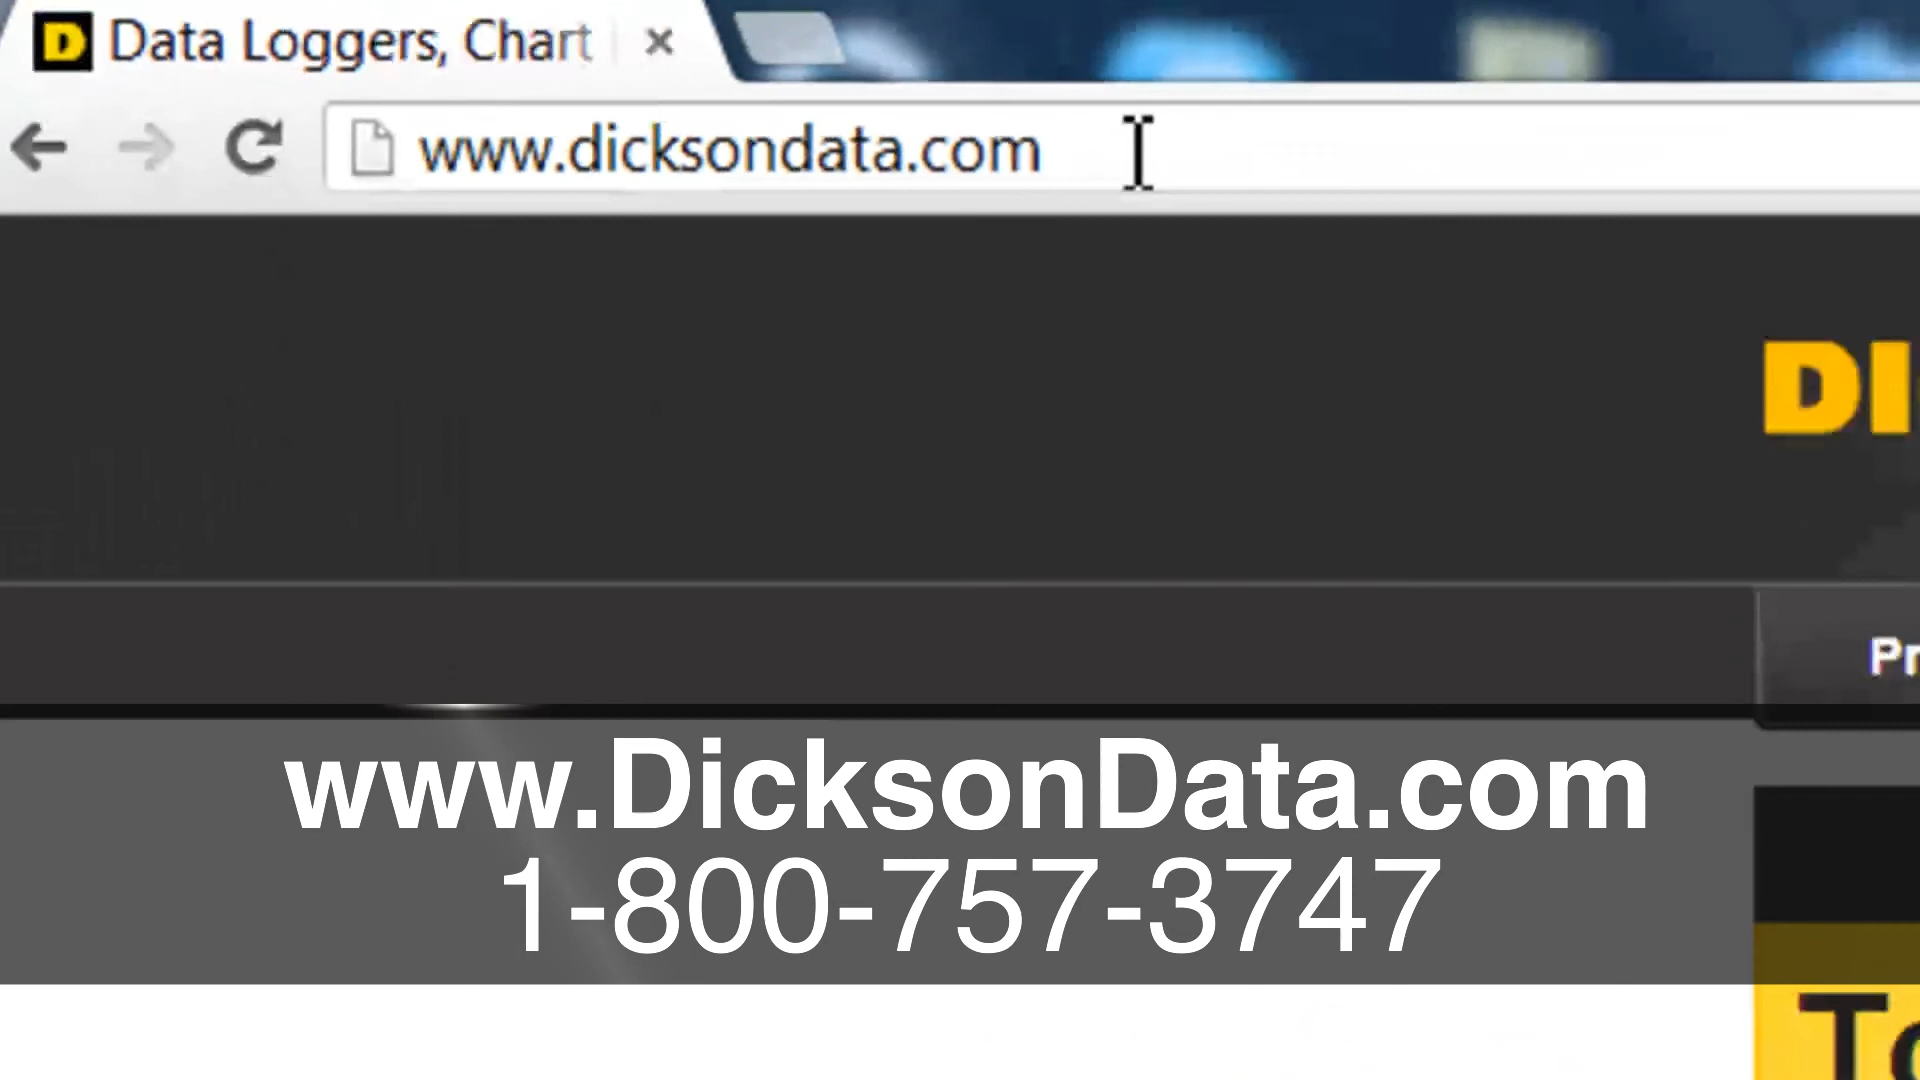 Data Loggers, Chart
www.dicksondata.com
DI
Pr
www.DicksonData.com
1-800-757-3747
To